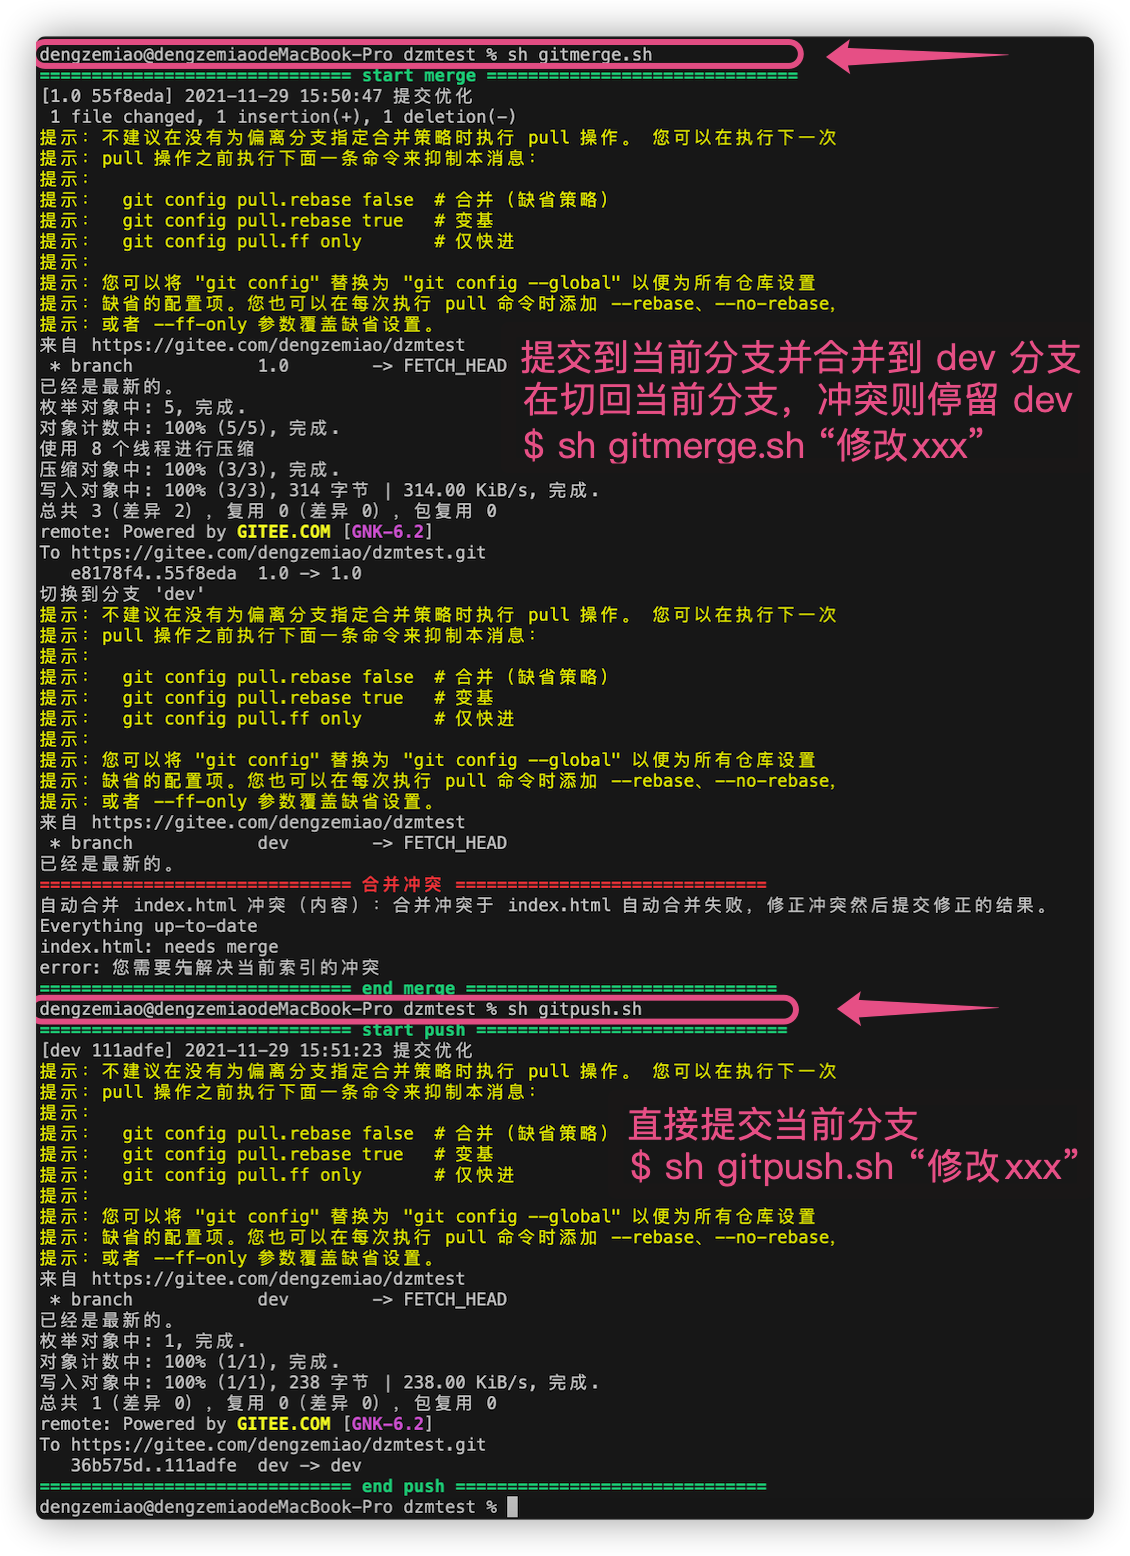 dengzemiao@dengzemiaodeMacBook-Pro dzmtest % sh gitmerge.sh
============================== start merge ==============================
[1.0 55f8eda] 2021-11-29 15:50:47 提交优化
 1 file changed, 1 insertion(+), 1 deletion(-)
提示：不建议在没有为偏离分支指定合并策略时执行 pull 操作。 您可以在执行下一次
提示：pull 操作之前执行下面一条命令来抑制本消息：
提示：
提示：  git config pull.rebase false  # 合并（缺省策略）
提示：  git config pull.rebase true   # 变基
提示：  git config pull.ff only       # 仅快进
提示：
提示：您可以将 "git config" 替换为 "git config --global" 以便为所有仓库设置
提示：缺省的配置项。您也可以在每次执行 pull 命令时添加 --rebase、--no-rebase，
提示：或者 --ff-only 参数覆盖缺省设置。
来自 https://gitee.com/dengzemiao/dzmtest
 * branch            1.0        -> FETCH_HEAD
提交到当前分支并合并到 dev 分支
在切回当前分支，冲突则停留 dev
$ sh gitmerge.sh “修改xxx”
已经是最新的。
枚举对象中: 5, 完成.
对象计数中: 100% (5/5), 完成.
使用 8 个线程进行压缩
压缩对象中: 100% (3/3), 完成.
写入对象中: 100% (3/3), 314 字节 | 314.00 KiB/s, 完成.
总共 3（差异 2），复用 0（差异 0），包复用 0
remote: Powered by GITEE.COM [GNK-6.2]
To https://gitee.com/dengzemiao/dzmtest.git
   e8178f4..55f8eda  1.0 -> 1.0
切换到分支 'dev'
提示：不建议在没有为偏离分支指定合并策略时执行 pull 操作。 您可以在执行下一次
提示：pull 操作之前执行下面一条命令来抑制本消息：
提示：
提示：  git config pull.rebase false  # 合并（缺省策略）
提示：  git config pull.rebase true   # 变基
提示：  git config pull.ff only       # 仅快进
提示：
提示：您可以将 "git config" 替换为 "git config --global" 以便为所有仓库设置
提示：缺省的配置项。您也可以在每次执行 pull 命令时添加 --rebase、--no-rebase，
提示：或者 --ff-only 参数覆盖缺省设置。
来自 https://gitee.com/dengzemiao/dzmtest
 * branch            dev        -> FETCH_HEAD
已经是最新的。
============================== 合并冲突 ==============================
自动合并 index.html 冲突（内容）：合并冲突于 index.html 自动合并失败，修正冲突然后提交修正的结果。
Everything up-to-date
index.html: needs merge
error: 您需要先解决当前索引的冲突
============================== end merge ==============================
dengzemiao@dengzemiaodeMacBook-Pro dzmtest % sh gitpush.sh
============================== start push ==============================
[dev 111adfe] 2021-11-29 15:51:23 提交优化
提示：不建议在没有为偏离分支指定合并策略时执行 pull 操作。 您可以在执行下一次
提示：pull 操作之前执行下面一条命令来抑制本消息：
提示：
提示：  git config pull.rebase false  # 合并（缺省策略）
提示：  git config pull.rebase true   # 变基
提示：  git config pull.ff only       # 仅快进
直接提交当前分支
$ sh gitpush.sh “修改xxx”
提示：
提示：您可以将 "git config" 替换为 "git config --global" 以便为所有仓库设置
提示：缺省的配置项。您也可以在每次执行 pull 命令时添加 --rebase、--no-rebase，
提示：或者 --ff-only 参数覆盖缺省设置。
来自 https://gitee.com/dengzemiao/dzmtest
 * branch            dev        -> FETCH_HEAD
已经是最新的。
枚举对象中: 1, 完成.
对象计数中: 100% (1/1), 完成.
写入对象中: 100% (1/1), 238 字节 | 238.00 KiB/s, 完成.
总共 1（差异 0），复用 0（差异 0），包复用 0
remote: Powered by GITEE.COM [GNK-6.2]
To https://gitee.com/dengzemiao/dzmtest.git
   36b575d..111adfe  dev -> dev
============================== end push ==============================
dengzemiao@dengzemiaodeMacBook-Pro dzmtest %